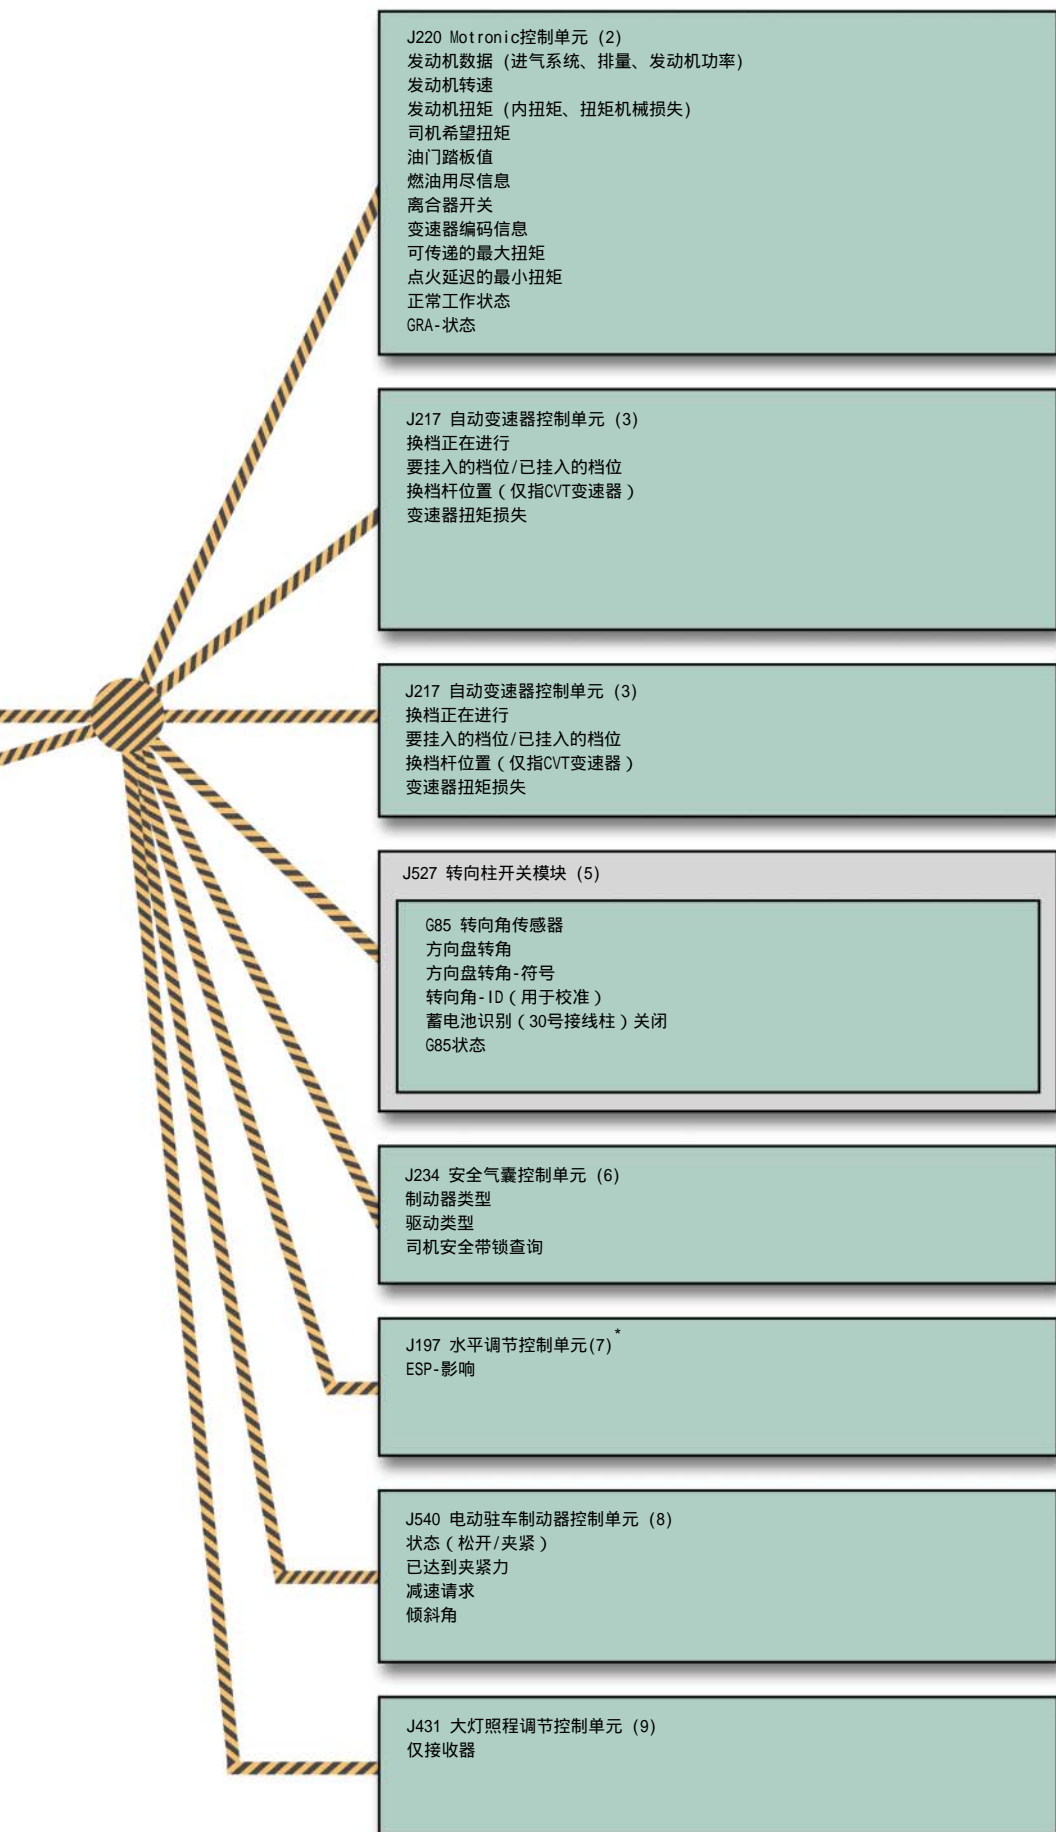 J220 Motronic控制单元 (2)
发动机数据 (进气系统、排量、发动机功率)
发动机转速
发动机扭矩 (内扭矩、扭矩机械损失)
司机希望扭矩
油门踏板值
燃油用尽信息
离合器开关
变速器编码信息
可传递的最大扭矩
点火延迟的最小扭矩
正常工作状态
GRA-状态
J217 自动变速器控制单元 (3)
换档正在进行
要挂入的档位/已挂入的档位
换档杆位置（仅指CVT变速器）
变速器扭矩损失
J217 自动变速器控制单元 (3)
换档正在进行
要挂入的档位/已挂入的档位
换档杆位置（仅指CVT变速器）
变速器扭矩损失
J527 转向柱开关模块 (5)
G85 转向角传感器
方向盘转角
方向盘转角-符号
转向角-ID（用于校准）
蓄电池识别（30号接线柱）关闭
G85状态
J234 安全气囊控制单元 (6)
制动器类型
驱动类型
司机安全带锁查询
J197 水平调节控制单元(7)*
ESP-影响
J540 电动驻车制动器控制单元 (8)
状态（松开/夹紧）
已达到夹紧力
减速请求
倾斜角
J431 大灯照程调节控制单元 (9)
仅接收器